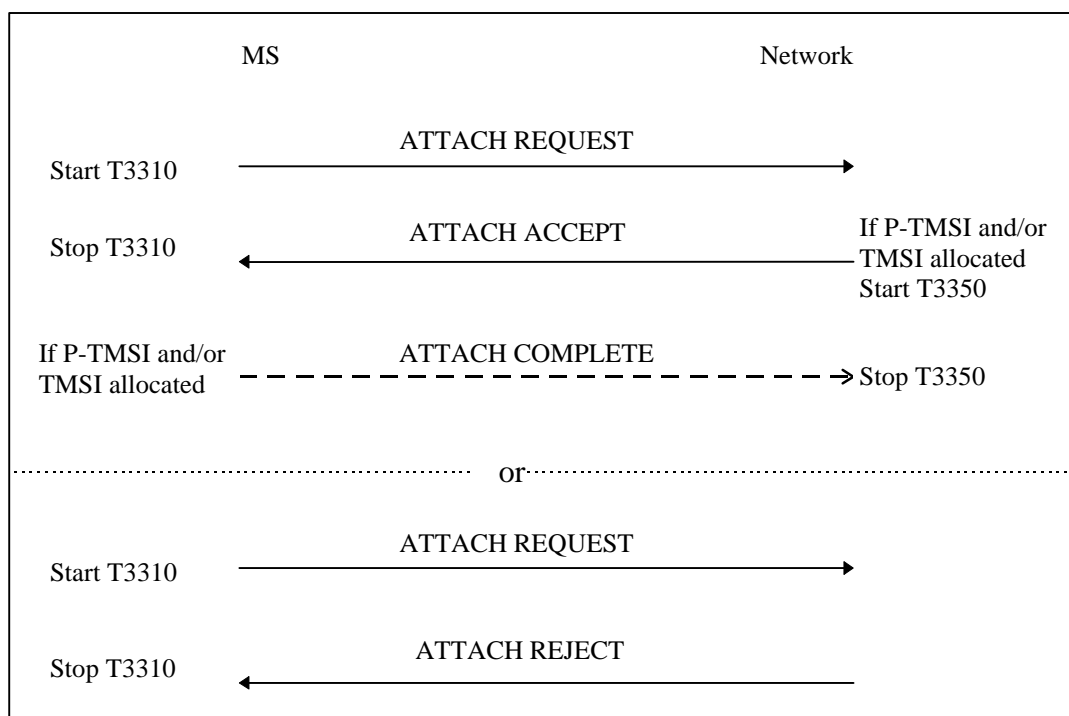 MS Network
ATTACH REQUEST
Start T3310
ATTACH ACCEPT
Stop T3310
If P-TMSI and/or
TMSI allocated
Start T3350
If P-TMSI and/or
TMSI allocated
ATTACH COMPLETE
Stop T3350
or
ATTACH REQUEST
Start T3310
ATTACH REJECT
Stop T3310